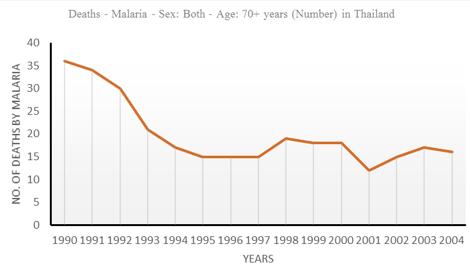 Deaths - Malaria - Sex: Both - Age: 70+ years (Number) in Thailand
40
35
30
25
20
15
10
5
0
NO. OF DEATHS BY MALARIA
1990 1991 1992 1993 1994 1995 1996 1997 1998 1999 2000 2001 2002 2003 2004
YEARS